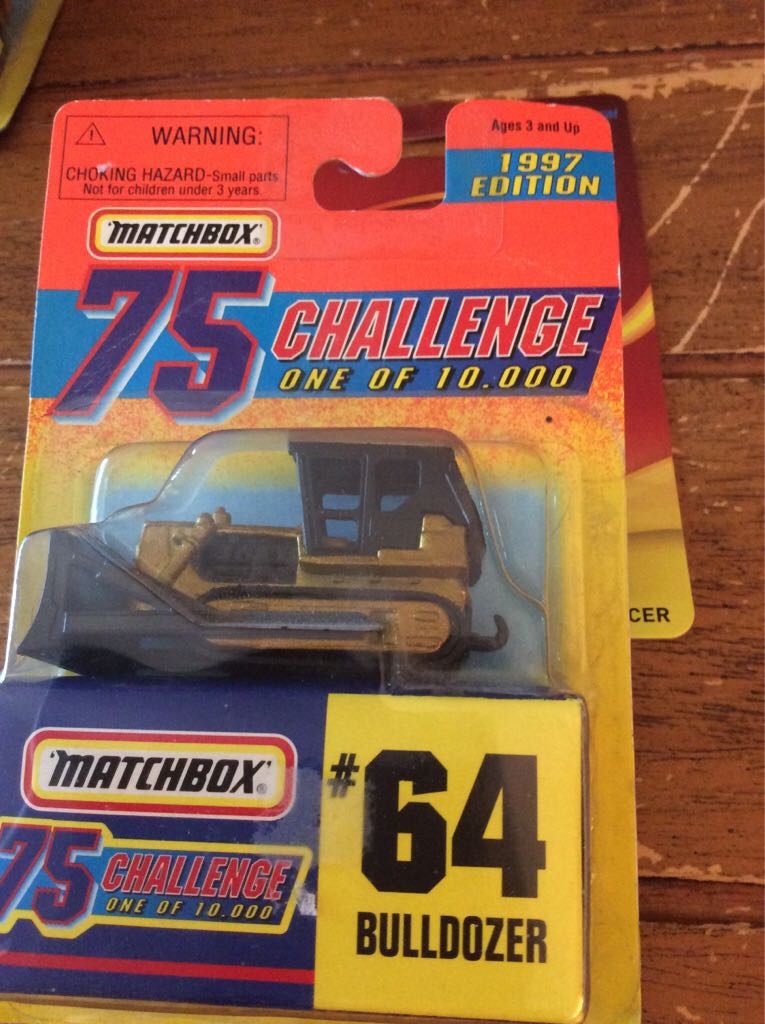 WARNING:
CHOKING HAZARD-Small parts
Not for children under 3 years.
Ages 3 and Up
1997
EDITION
"MATCHBOX"®
75 CHALLENGE
ONE OF 10.000
CER
"MATCHBOX"®
75 CHALLENGE
ONE OF 10.000
#64
BULLDOZER